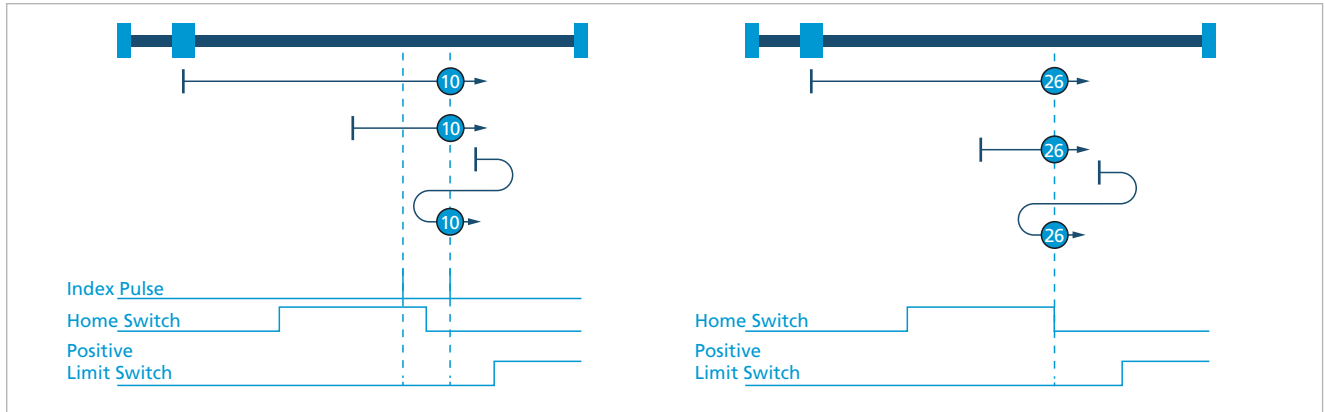 10
10
10
Index Pulse
Home Switch
Positive
Limit Switch
26
26
26
Home Switch
Positive
Limit Switch